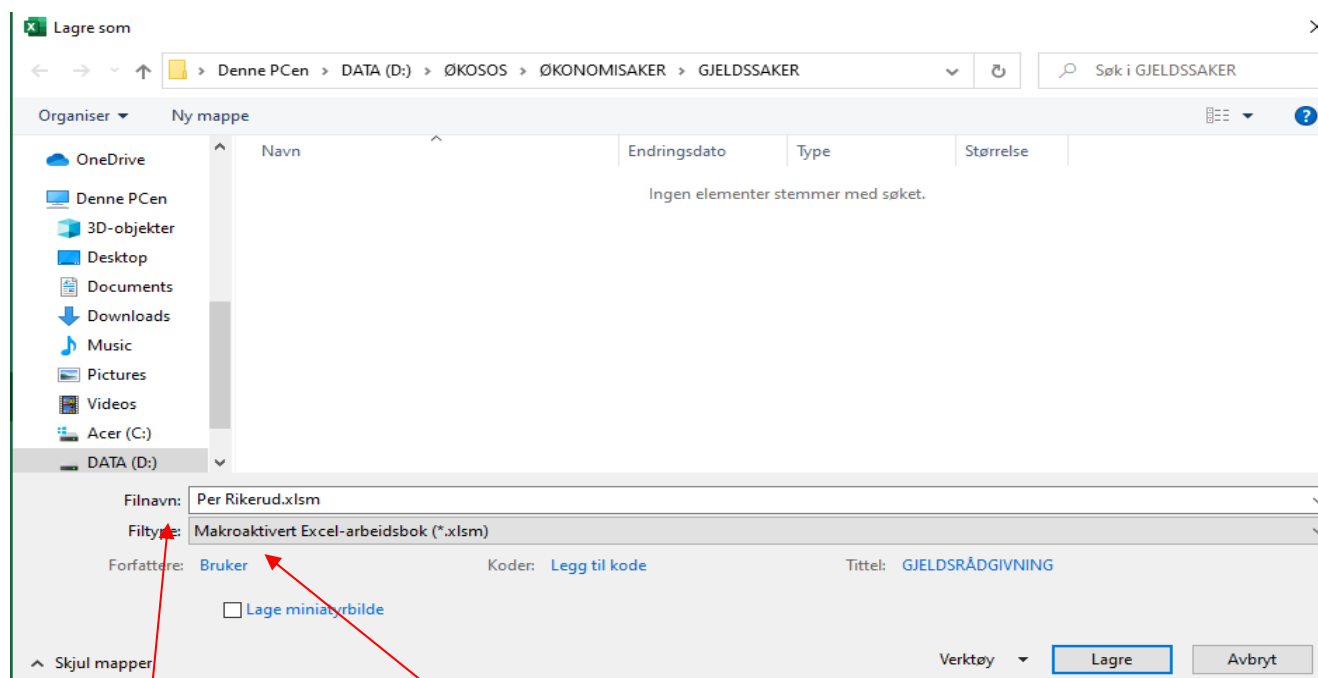 Lagre som
Denne PCen > DATA (D:) > ØKOSOS > ØKONOMISAKER > GJELDSSAKER
Søk i GJELDSSAKER
Organiser Ny mappe
Navn Endringsdato Type Størrelse
Ingen elementer stemmer med søket.
OneDrive
Denne PCen
3D-objekter
Desktop
Documents
Downloads
Music
Pictures
Videos
Acer (C:)
DATA (D:)
Filnavn: Per Rikerud.xlsm
Filtype: Makroaktivert Excel-arbeidsbok (*.xlsm)
Forfattere: Bruker Koder: Legg til kode Tittel: GJELDSRÅDGIVNING
Lage miniatyrbilde
Skjul mapper Verktøy Lagre Avbryt